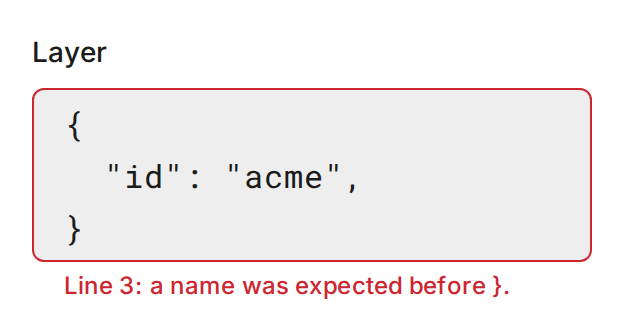 Layer
{
  "id": "acme",
}
Line 3: a name was expected before }.